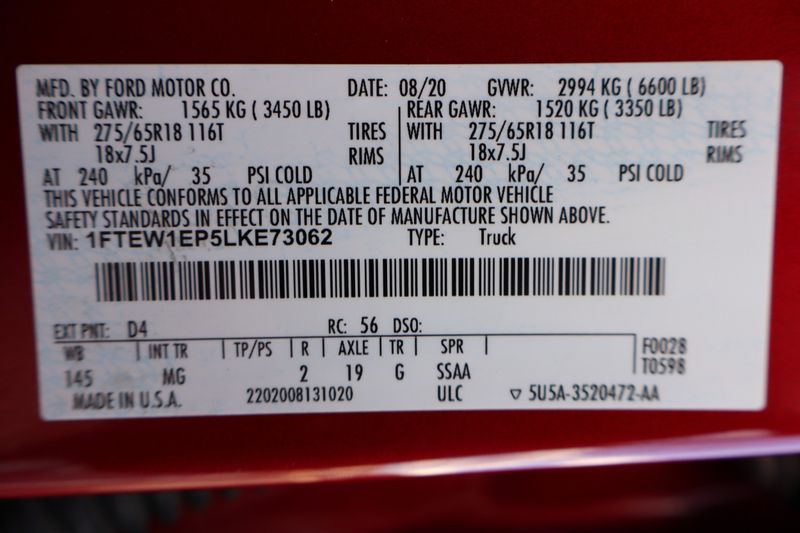 MFD. BY FORD MOTOR CO. DATE: 08/20 GVWR: 2994 KG ( 6600 LB)
FRONT GAWR: 1565 KG ( 3450 LB) REAR GAWR: 1520 KG ( 3350 LB)
WITH 275/65R18 116T TIRES WITH 275/65R18 116T TIRES
18x7.5J RIMS 18x7.5J RIMS
AT 240 kPa/ 35 PSI COLD AT 240 kPa/ 35 PSI COLD
THIS VEHICLE CONFORMS TO ALL APPLICABLE FEDERAL MOTOR VEHICLE
SAFETY STANDARDS IN EFFECT ON THE DATE OF MANUFACTURE SHOWN ABOVE.
VIN: 1FTEW1EP5LKE73062 TYPE: Truck
EXT PNT: D4 RC: 56 DSO:
WB INT TR TP/PS R AXLE TR SPR F0028
145 MG 2 19 G SSAA T0598
MADE IN U.S.A. 2202008131020 ULC ▽ 5U5A-3520472-AA